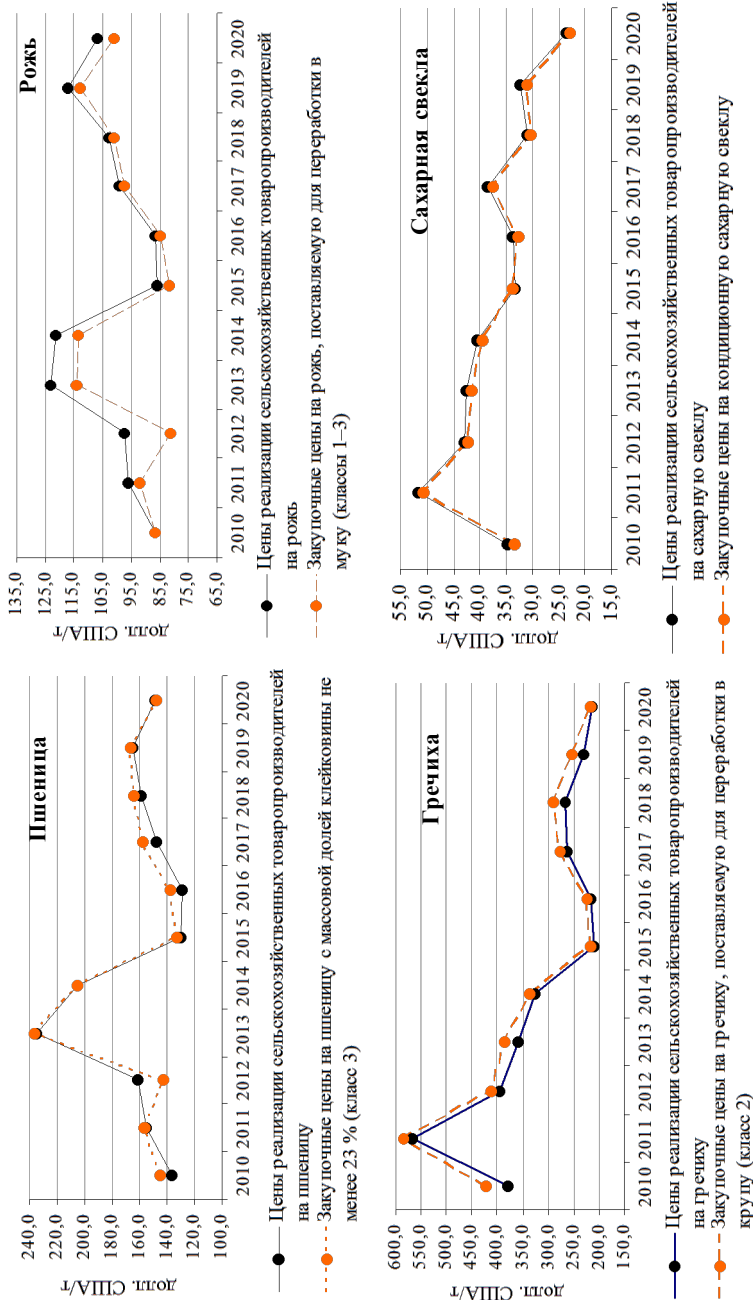 Пшеница
долл. США/т
240,0
220,0
200,0
180,0
160,0
140,0
120,0
100,0
2010 2011 2012 2013 2014 2015 2016 2017 2018 2019 2020
Цены реализации сельскохозяйственных товаропроизводителей
на пшеницу
Закупочные цены на пшеницу с массовой долей клейковины не
менее 23 % (класс 3)
Рожь
долл. США/т
135,0
125,0
115,0
105,0
95,0
85,0
75,0
65,0
2010 2011 2012 2013 2014 2015 2016 2017 2018 2019 2020
Цены реализации сельскохозяйственных товаропроизводителей
на рожь
Закупочные цены на рожь, поставляемую для переработки в
муку (классы 1–3)
Гречиха
долл. США/т
600,0
550,0
500,0
450,0
400,0
350,0
300,0
250,0
200,0
150,0
2010 2011 2012 2013 2014 2015 2016 2017 2018 2019 2020
Цены реализации сельскохозяйственных товаропроизводителей
на гречиху
Закупочные цены на гречиху, поставляемую для переработки в
крупу (класс 2)
Сахарная свекла
долл. США/т
55,0
50,0
45,0
40,0
35,0
30,0
25,0
20,0
15,0
2010 2011 2012 2013 2014 2015 2016 2017 2018 2019 2020
Цены реализации сельскохозяйственных товаропроизводителей
на сахарную свеклу
Закупочные цены на кондиционную сахарную свеклу